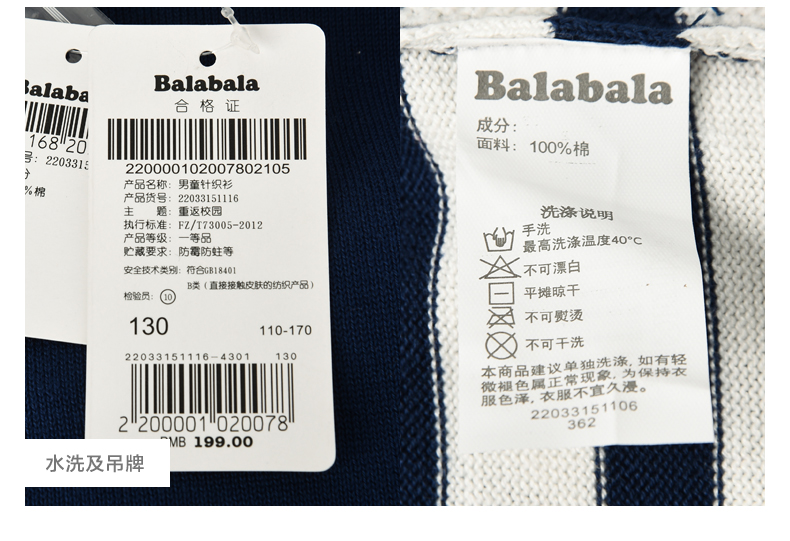 Balabala
168
220331
%棉
Balabala
合格证
220000102007802105
产品名称: 男童针织衫
产品货号: 22033151116
主 题: 重返校园
执行标准: FZ/T73005-2012
产品等级: 一等品
贮藏要求: 防霉防蛀等
安全技术类别: 符合GB18401
B类(直接接触皮肤的纺织产品)
检验员: 10
130 110-170
22033151116-4301 130
2 200001 020078
RMB 199.00
水洗及吊牌
Balabala
成分:
面料: 100%棉
洗涤说明
手洗
最高洗涤温度40°C
不可漂白
平摊晾干
不可熨烫
不可干洗
本商品建议单独洗涤, 如有轻
微褪色属正常现象, 为保持衣
服色泽, 衣服不宜久浸。
22033151106
362